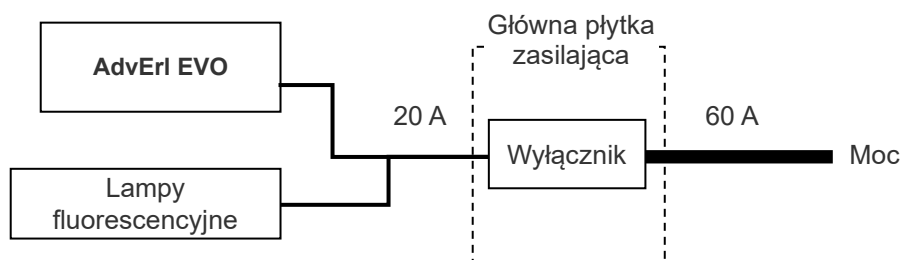 Główna płytka
zasilająca
AdvErl EVO
20 A
60 A
Wyłącznik
Moc
Lampy
fluorescencyjne